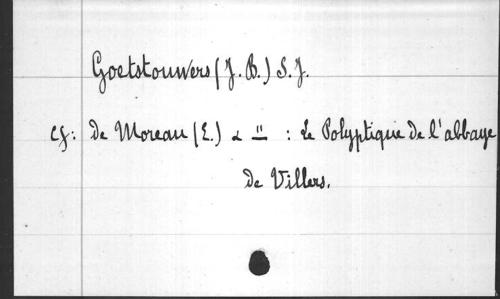 Goetstouwers (J. B.) S. J.
cf: de Moreau (E.) & " : Le Polyptique de l'abbaye
de Villers.